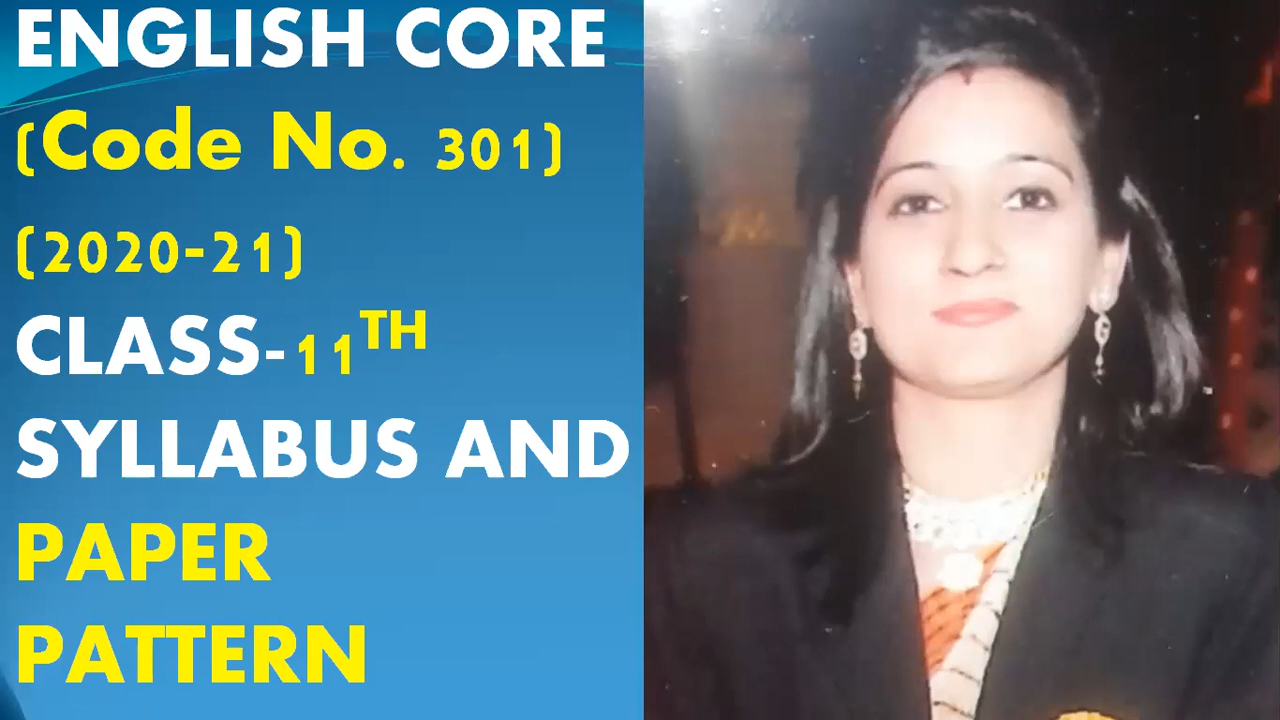 ENGLISH CORE
(Code No. 301)
(2020-21)
CLASS-11TH
SYLLABUS AND
PAPER
PATTERN